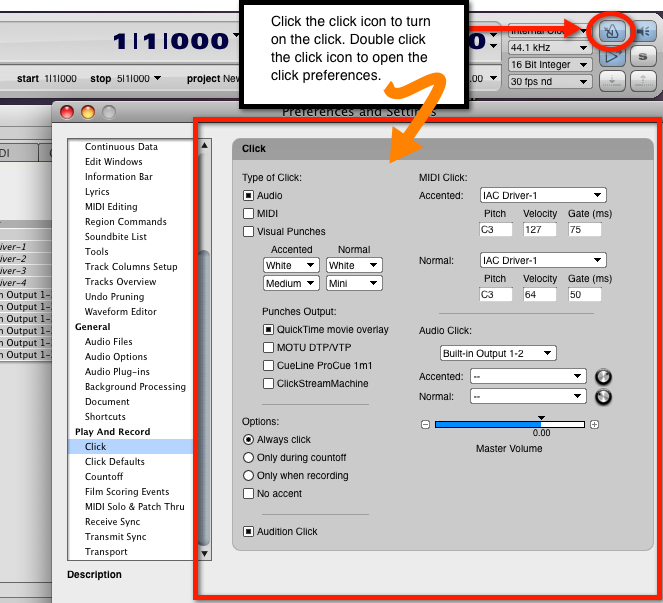 Click the click icon to turn
on the click. Double click
the click icon to open the
click preferences.
1|1|000
44.1 kHz
16 Bit Integer
30 fps nd
S
start 1|1|000 stop 5|1|000 project New
.00
Preferences and Settings
Continuous Data
Edit Windows
Information Bar
Lyrics
MIDI Editing
Region Commands
Soundbite List
Tools
Track Columns Setup
Tracks Overview
Undo Pruning
Waveform Editor
General
Audio Files
Audio Options
Audio Plug-ins
Background Processing
Document
Shortcuts
Play And Record
Click
Click Defaults
Countoff
Film Scoring Events
MIDI Solo & Patch Thru
Receive Sync
Transmit Sync
Transport
Description
Click
Type of Click:
Audio
MIDI
Visual Punches
Accented Normal
White White
Medium Mini
Punches Output:
QuickTime movie overlay
MOTU DTP/VTP
CueLine ProCue 1m1
ClickStreamMachine
Options:
Always click
Only during countoff
Only when recording
No accent
Audition Click
MIDI Click:
Accented: IAC Driver-1
Pitch Velocity Gate (ms)
C3 127 75
Normal: IAC Driver-1
Pitch Velocity Gate (ms)
C3 64 50
Audio Click:
Built-in Output 1-2
Accented: --
Normal: --
0.00
Master Volume
DI
iver-1
iver-2
iver-3
iver-4
n Output 1-
n Output 1-
n Output 1-
n Output 1-
n Output 1-
n Output 1-